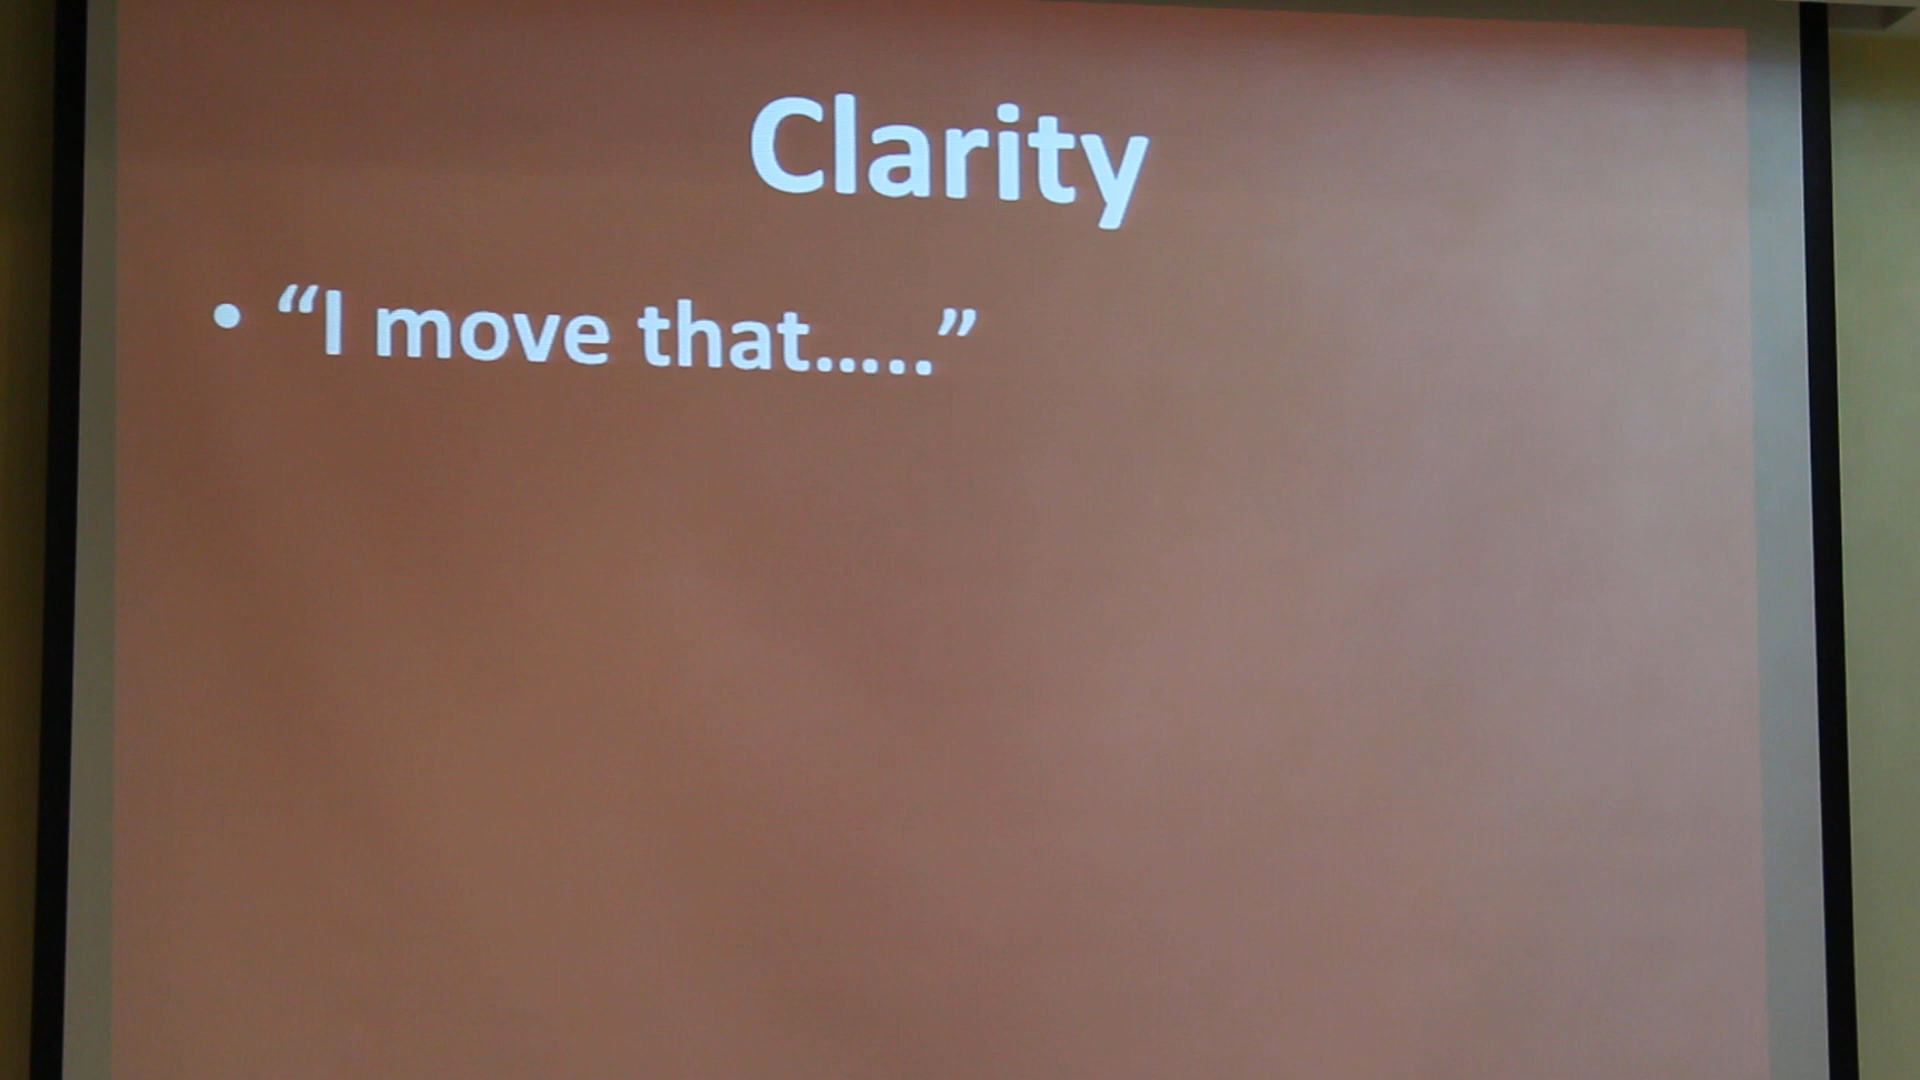 Clarity
• “I move that.....”